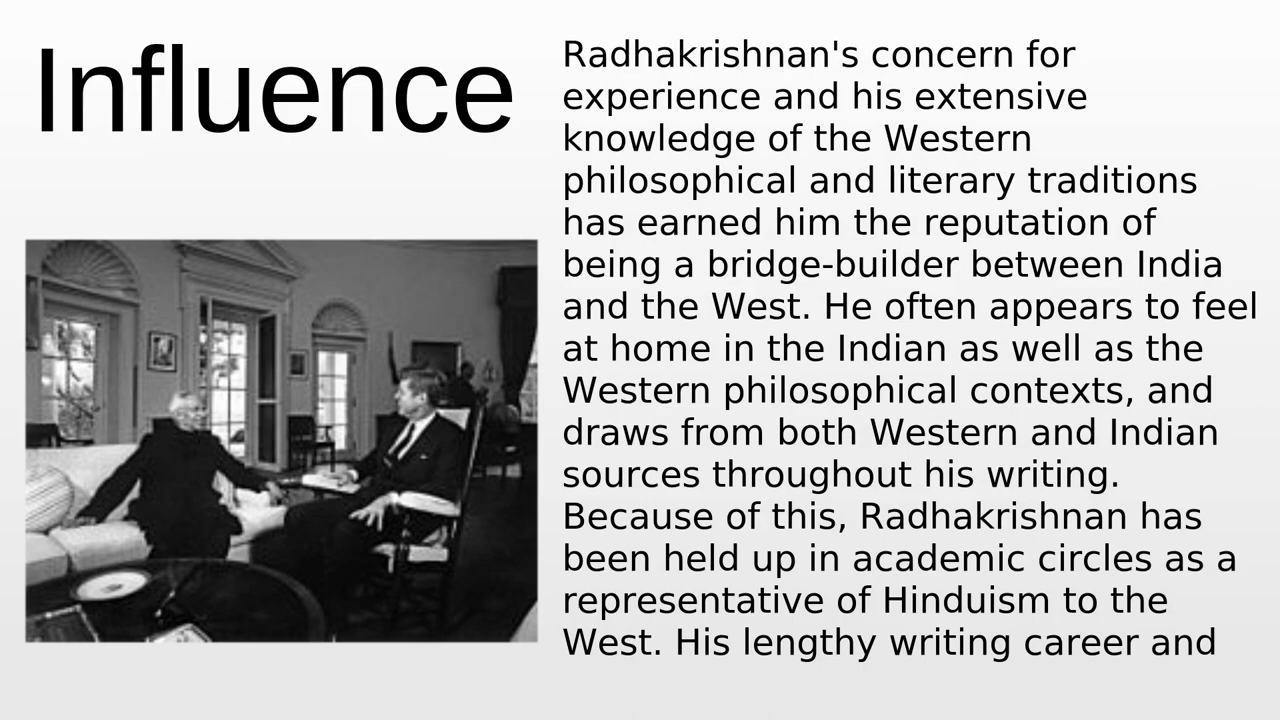 Influence
Radhakrishnan's concern for
experience and his extensive
knowledge of the Western
philosophical and literary traditions
has earned him the reputation of
being a bridge-builder between India
and the West. He often appears to feel
at home in the Indian as well as the
Western philosophical contexts, and
draws from both Western and Indian
sources throughout his writing.
Because of this, Radhakrishnan has
been held up in academic circles as a
representative of Hinduism to the
West. His lengthy writing career and